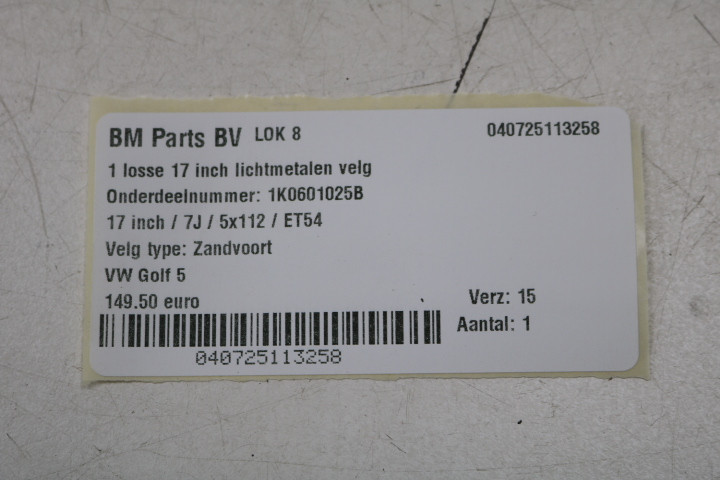 BM Parts BV LOK 8 040725113258
1 losse 17 inch lichtmetalen velg
Onderdeelnummer: 1K0601025B
17 inch / 7J / 5x112 / ET54
Velg type: Zandvoort
VW Golf 5
149.50 euro Verz: 15
Aantal: 1
040725113258